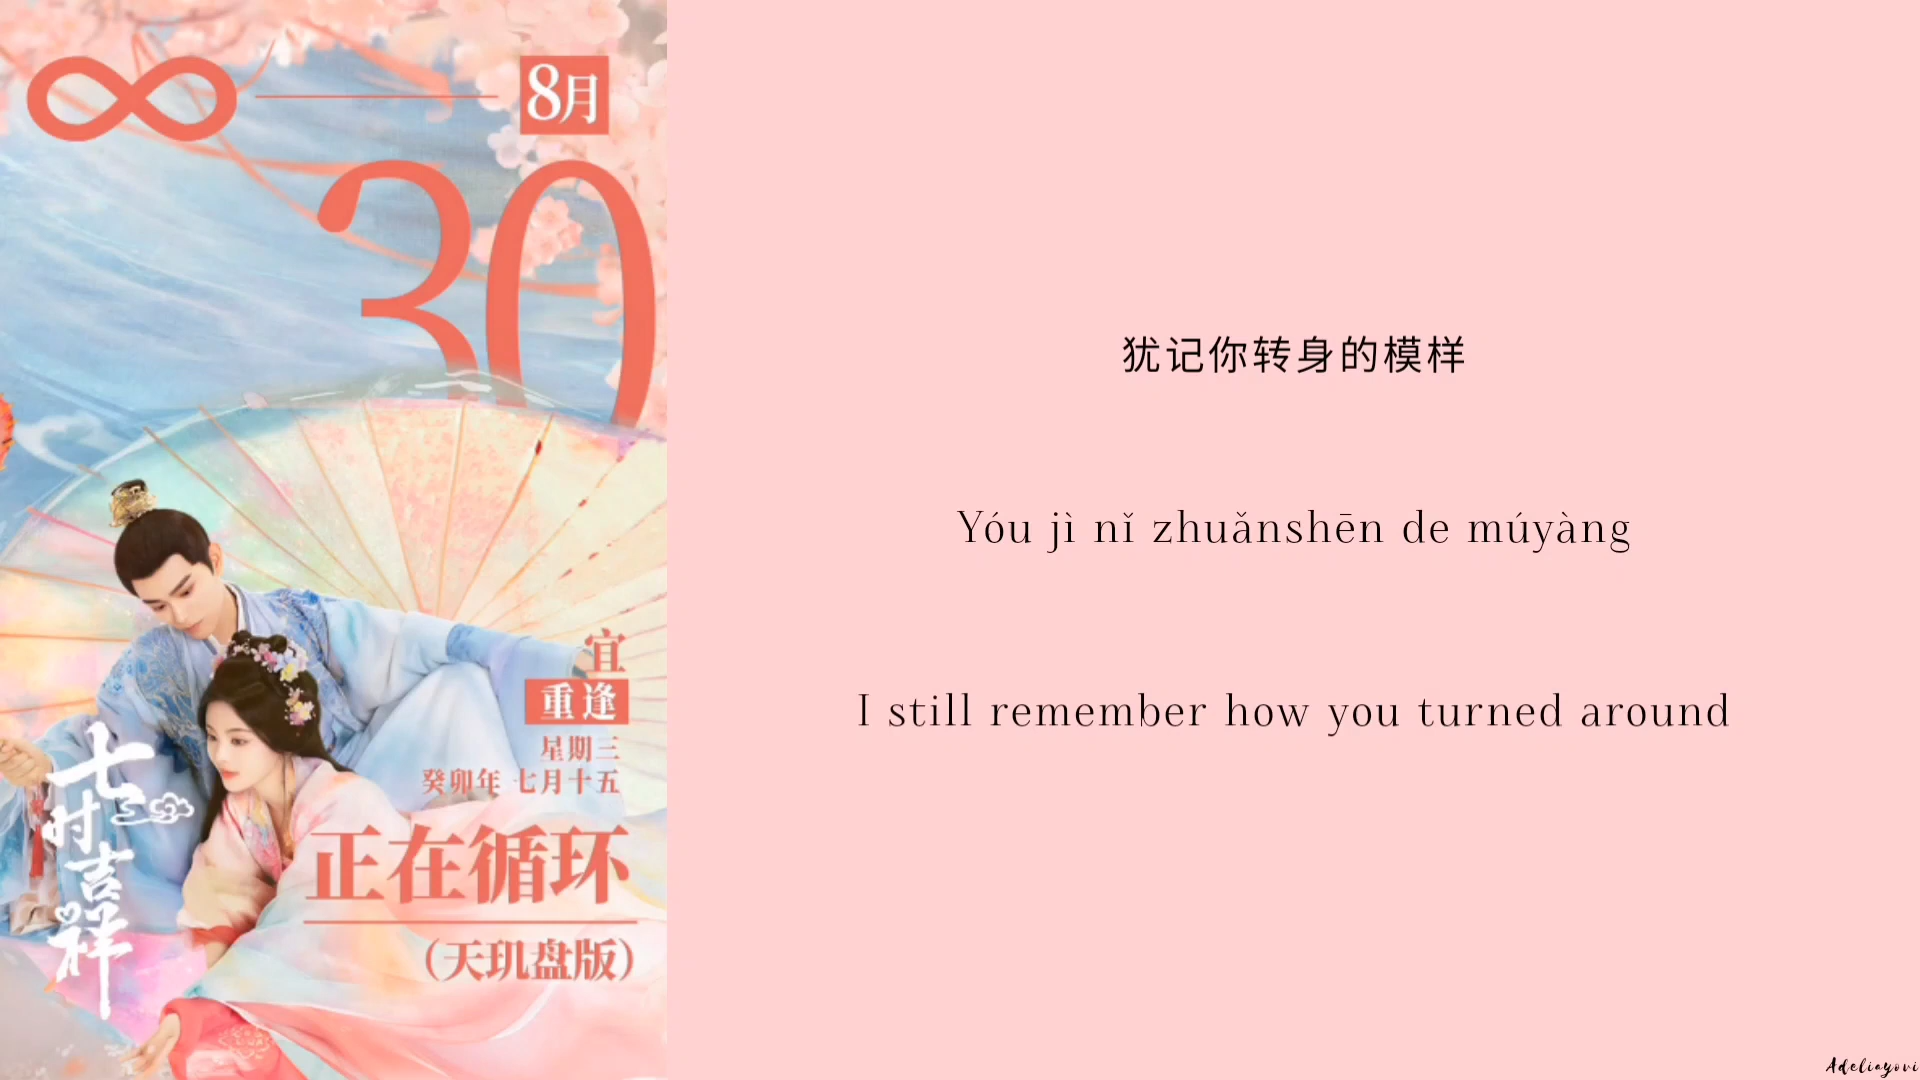 ∞
8月
30
宜
重逢
星期三
癸卯年 七月十五
七时吉祥
正在循环
（天玑盘版）
犹记你转身的模样
Yóu jì nǐ zhuǎnshēn de múyàng
I still remember how you turned around
Adeliayovi